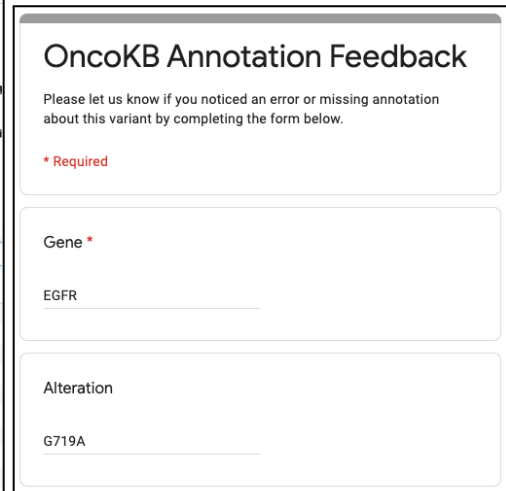 OncoKB Annotation Feedback
Please let us know if you noticed an error or missing annotation
about this variant by completing the form below.
* Required
Gene *
EGFR
Alteration
G719A